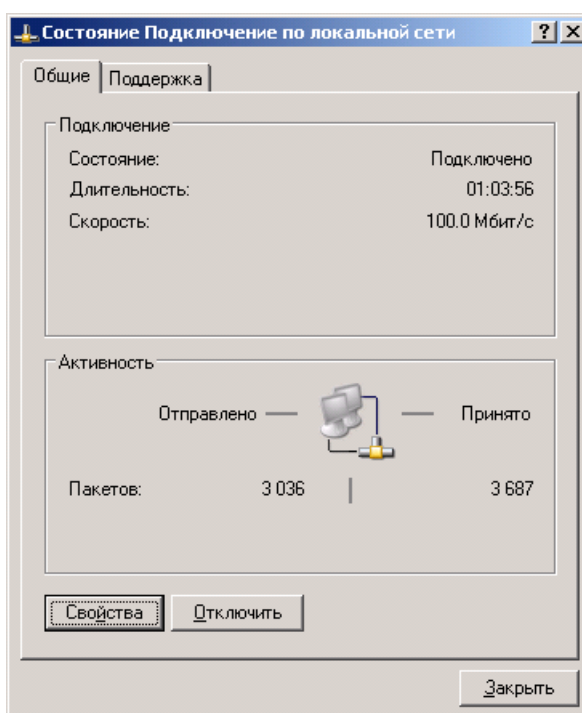 Состояние Подключение по локальной сети
Общие Поддержка
Подключение
Состояние: Подключено
Длительность: 01:03:56
Скорость: 100.0 Мбит/с
Активность
Отправлено Принято
Пакетов: 3 036 3 687
Свойства Отключить
Закрыть